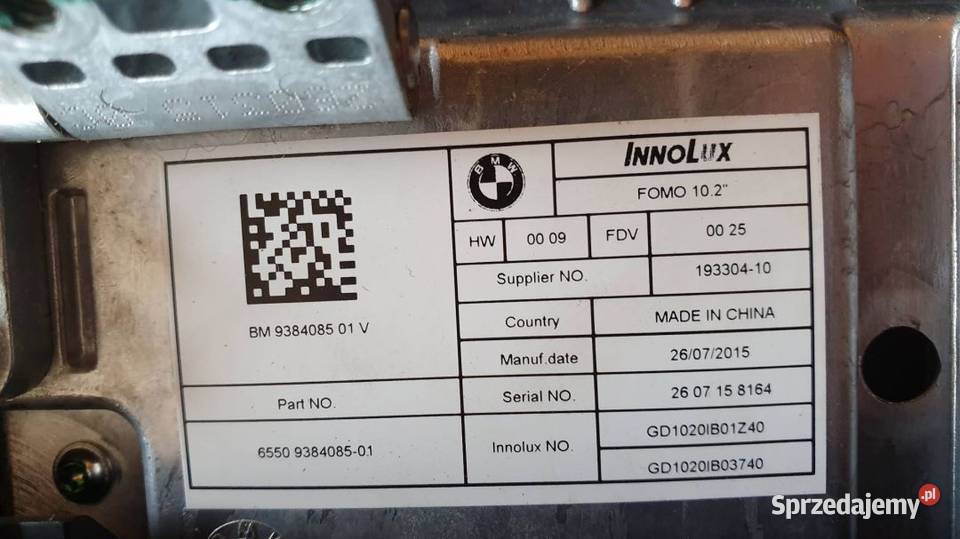 BMW
INNOLUX
FOMO 10.2"
HW 00 09 FDV 00 25
Supplier NO. 193304-10
BM 9384085 01 V
Country MADE IN CHINA
Manuf.date 26/07/2015
Part NO.
Serial NO. 26 07 15 8164
6550 9384085-01
Innolux NO. GD1020IB01Z40
GD1020IB03740
Sprzedajemy.pl